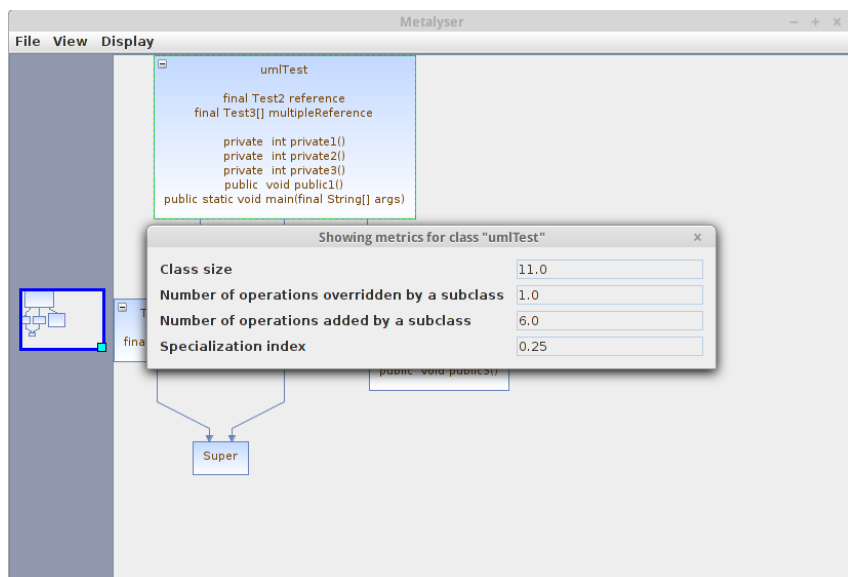 Metalyser
File View Display
umlTest
final Test2 reference
final Test3[] multipleReference
private int private1()
private int private2()
private int private3()
public void public1()
public static void main(final String[] args)
Showing metrics for class "umlTest"
Class size 11.0
Number of operations overridden by a subclass 1.0
Number of operations added by a subclass 6.0
Specialization index 0.25
fina
Super